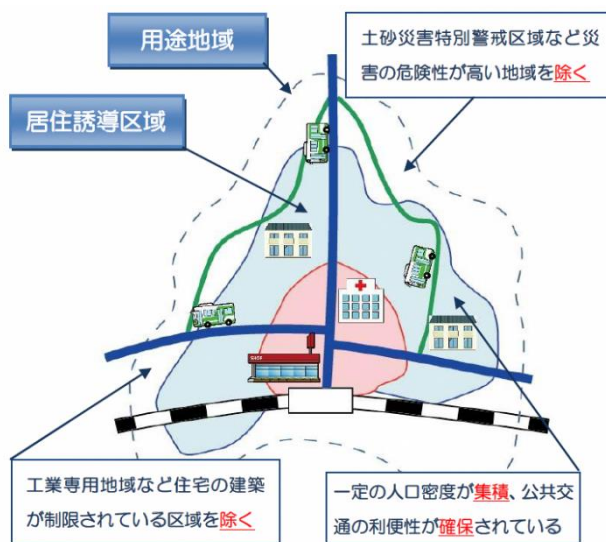 用途地域
土砂災害特別警戒区域など災
害の危険性が高い地域を除く
居住誘導区域
工業専用地域など住宅の建築
が制限されている区域を除く
一定の人口密度が集積、公共交
通の利便性が確保されている